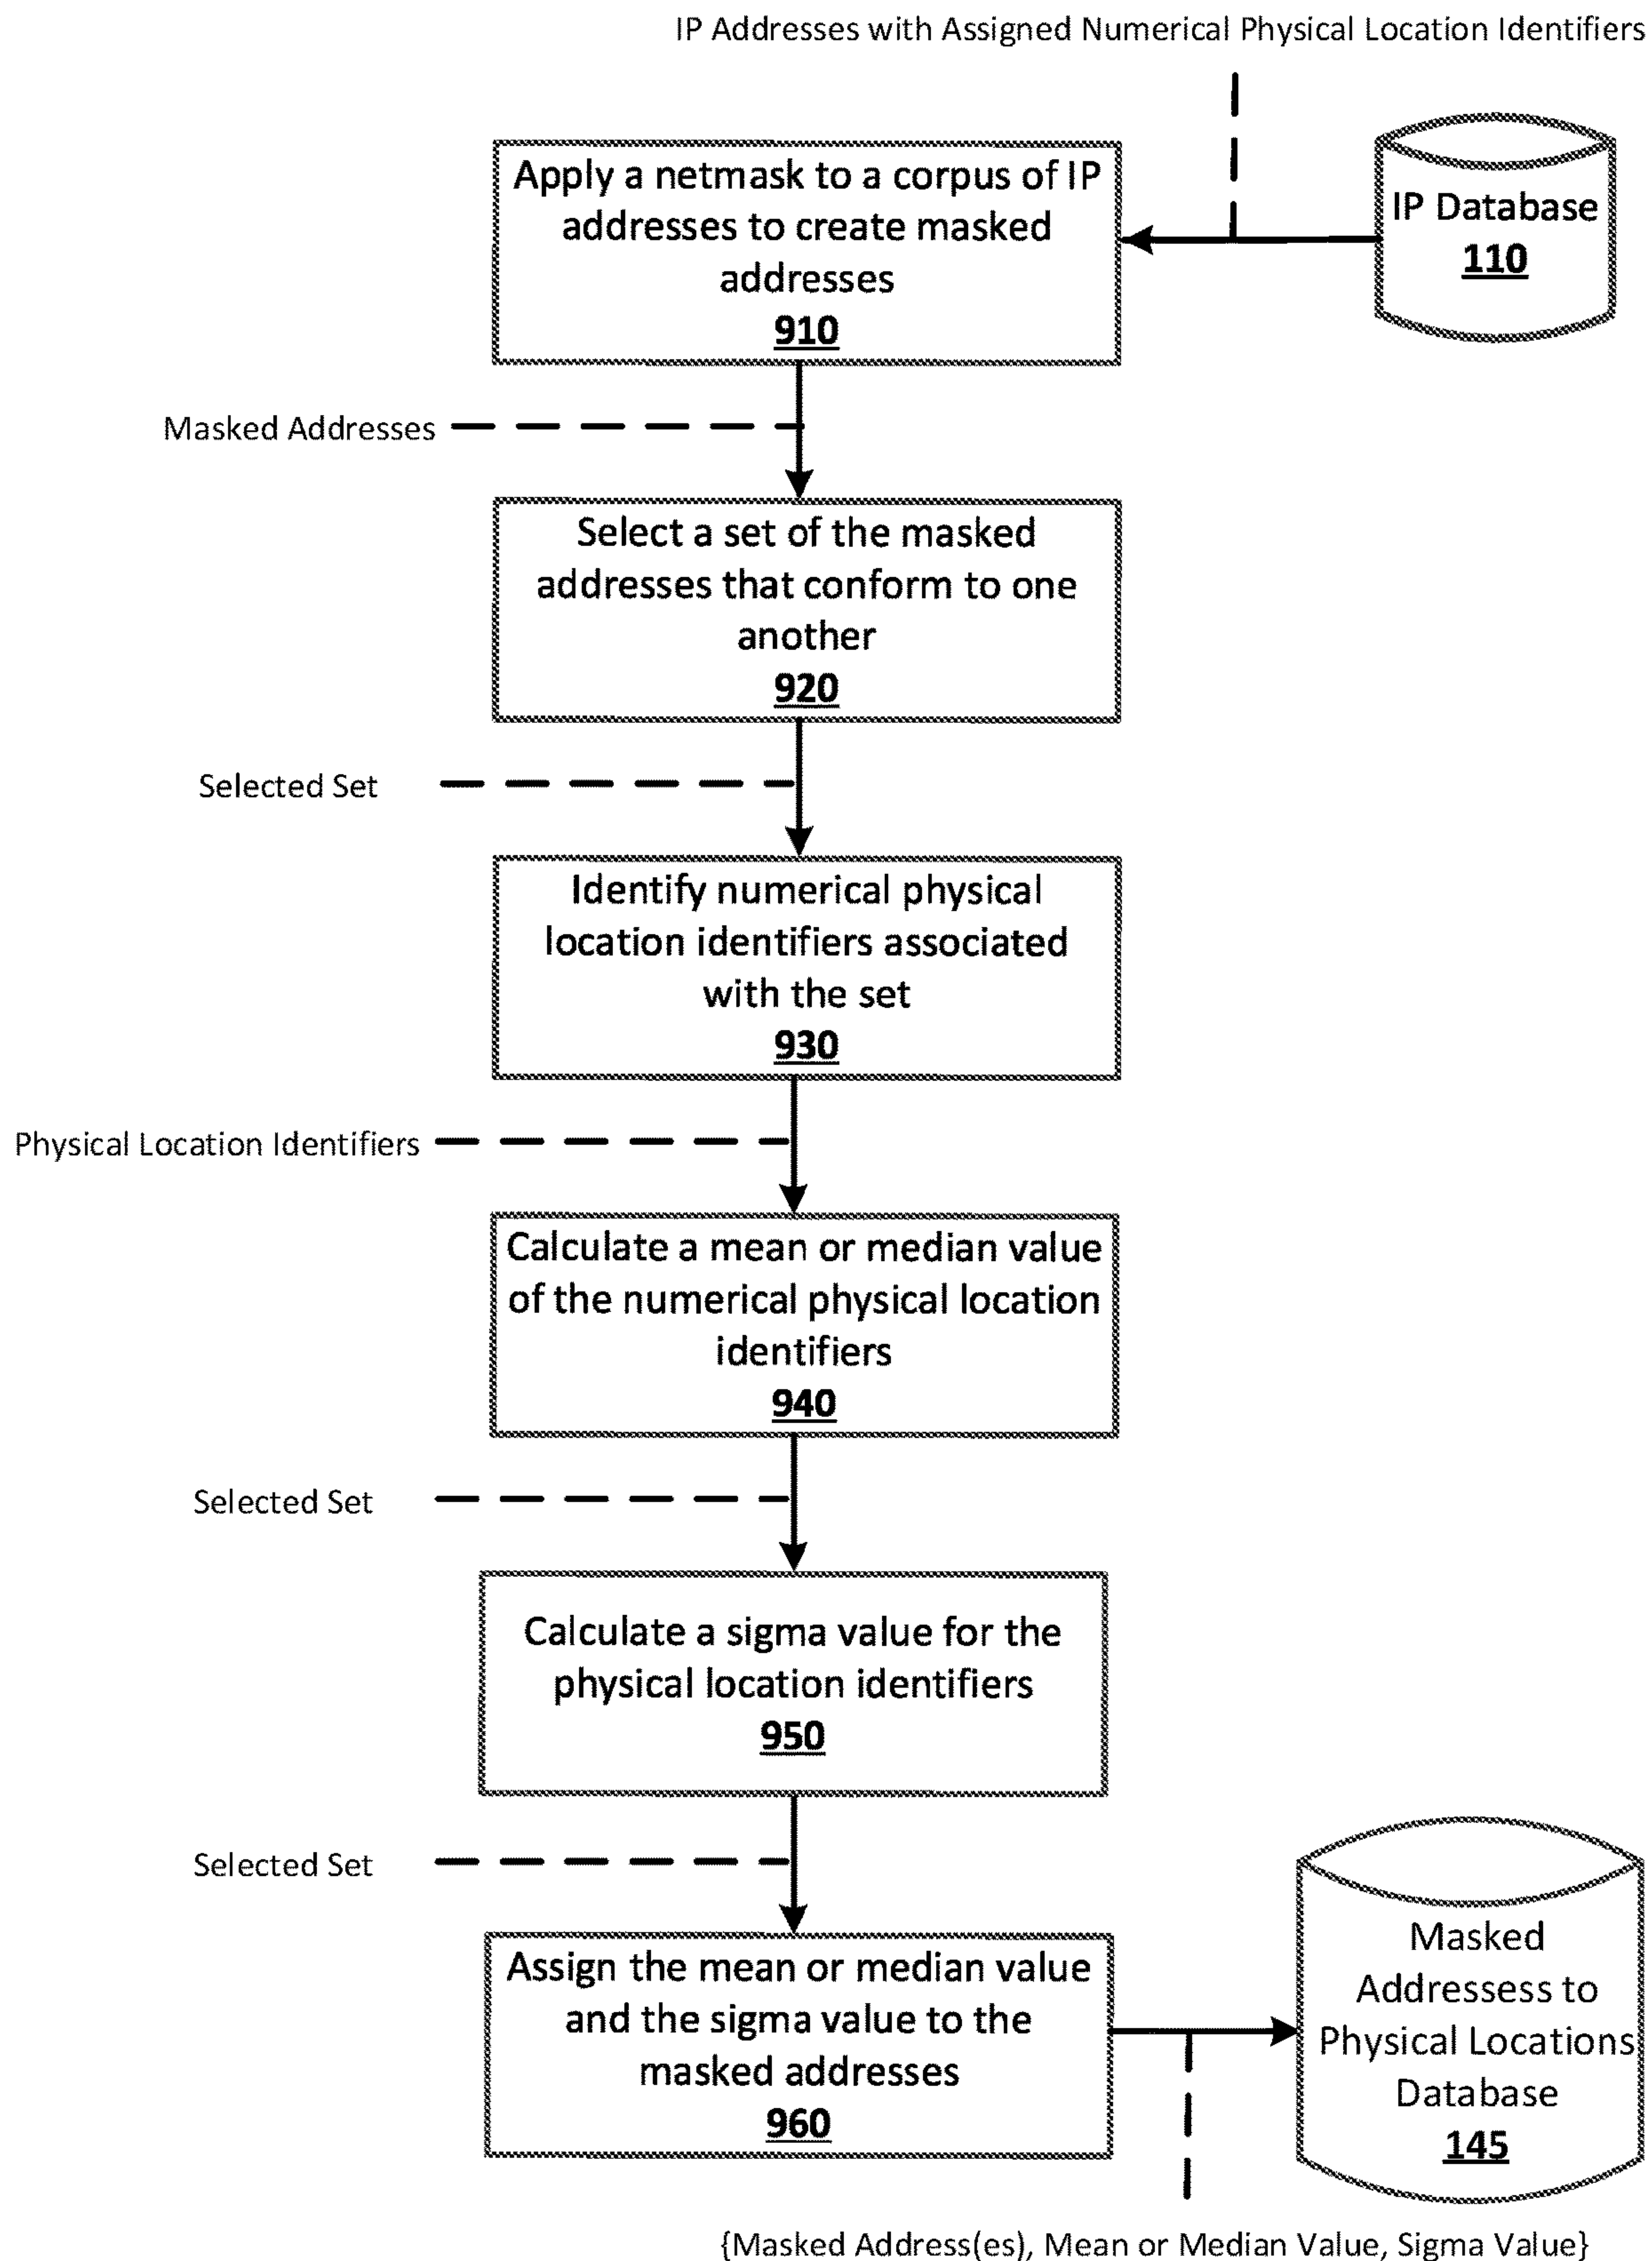 IP Addresses with Assigned Numerical Physical Location Identifiers
Apply a netmask to a corpus of IP
addresses to create masked
addresses
910
IP Database
110
Masked Addresses
Select a set of the masked
addresses that conform to one
another
920
Selected Set
Identify numerical physical
location identifiers associated
with the set
930
Physical Location Identifiers
Calculate a mean or median value
of the numerical physical location
identifiers
940
Selected Set
Calculate a sigma value for the
physical location identifiers
950
Selected Set
Assign the mean or median value
and the sigma value to the
masked addresses
960
Masked
Addressess to
Physical Locations
Database
145
{Masked Address(es), Mean or Median Value, Sigma Value}